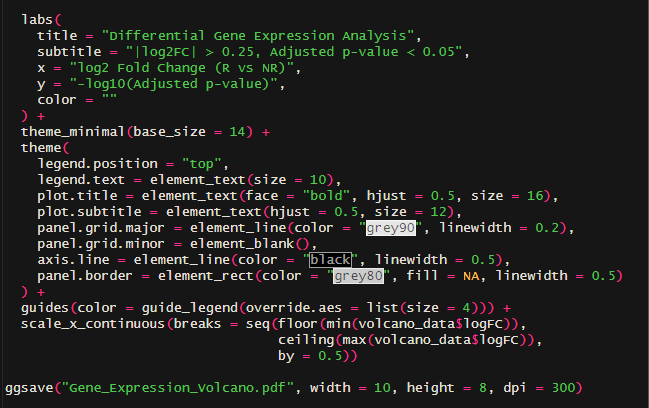 labs(
title = "Differential Gene Expression Analysis",
subtitle = "|log2FC| > 0.25, Adjusted p-value < 0.05",
x = "log2 Fold Change (R vs NR)",
y = "-log10(Adjusted p-value)",
color = ""
) +
theme_minimal(base_size = 14) +
theme(
legend.position = "top",
legend.text = element_text(size = 10),
plot.title = element_text(face = "bold", hjust = 0.5, size = 16),
plot.subtitle = element_text(hjust = 0.5, size = 12),
panel.grid.major = element_line(color = "grey90", linewidth = 0.2),
panel.grid.minor = element_blank(),
axis.line = element_line(color = "black", linewidth = 0.5),
panel.border = element_rect(color = "grey80", fill = NA, linewidth = 0.5)
) +
guides(color = guide_legend(override.aes = list(size = 4))) +
scale_x_continuous(breaks = seq(floor(min(volcano_data$logFC)),
ceiling(max(volcano_data$logFC)),
by = 0.5))
ggsave("Gene_Expression_Volcano.pdf", width = 10, height = 8, dpi = 300)